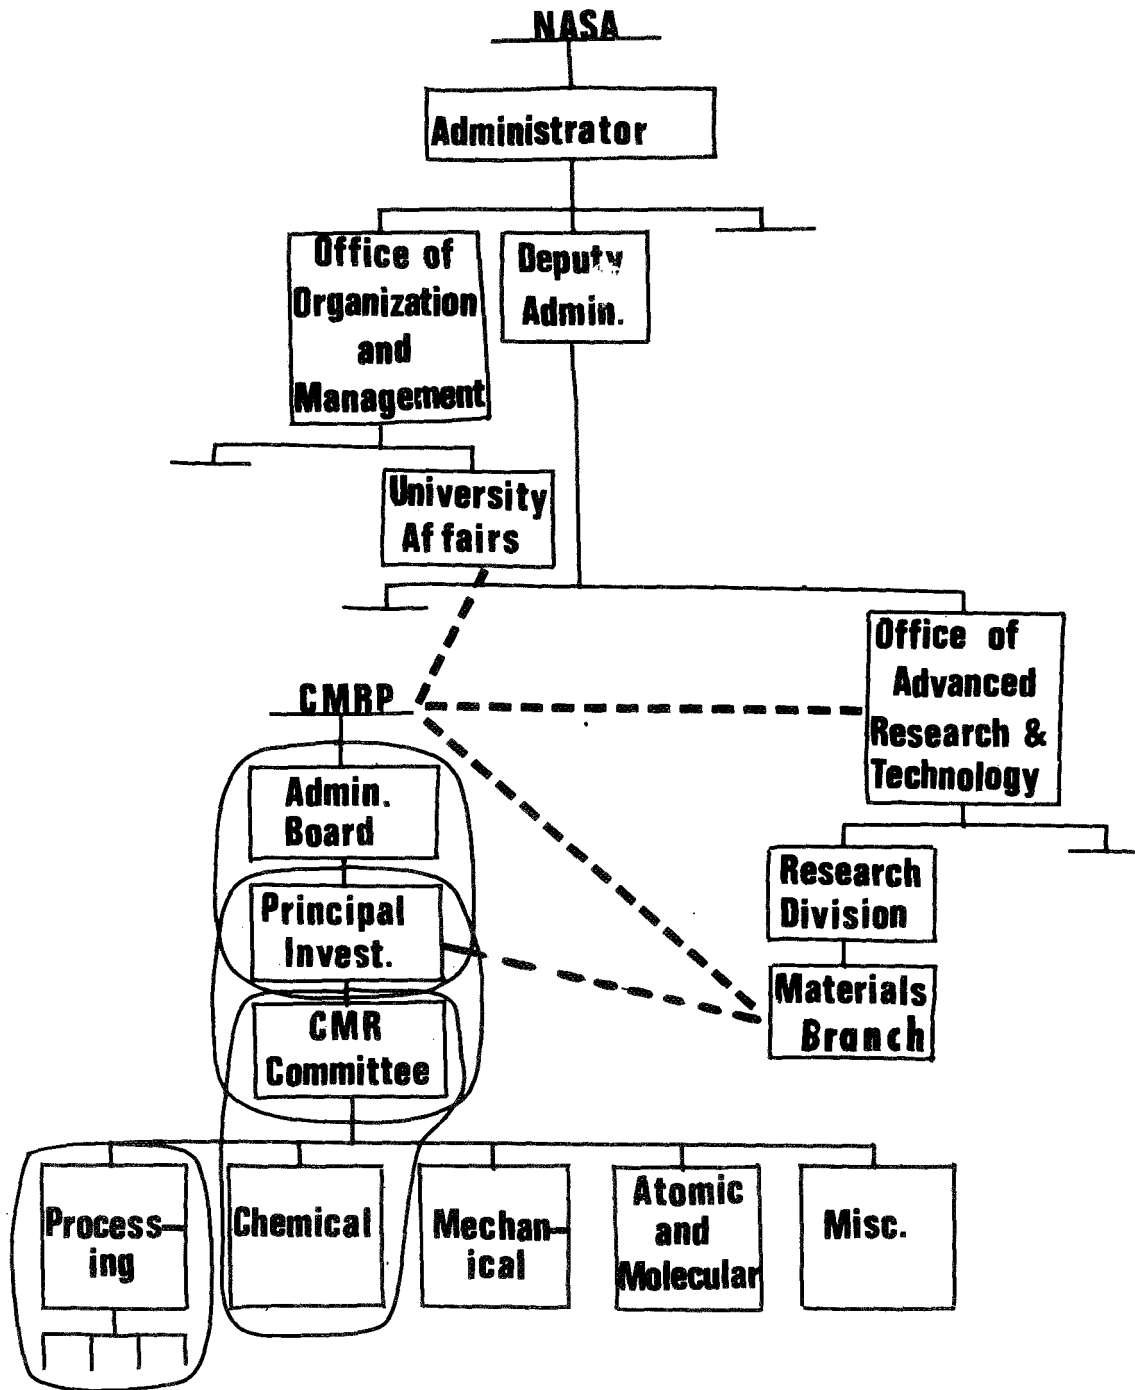 NASA
Administrator
Office of
Organization
and
Management
Deputy
Admin.
University
Affairs
Office of
Advanced
Research &
Technology
CMRP
Admin.
Board
Principal
Invest.
CMR
Committee
Research
Division
Materials
Branch
Process-
ing
Chemical
Mechan-
ical
Atomic
and
Molecular
Misc.